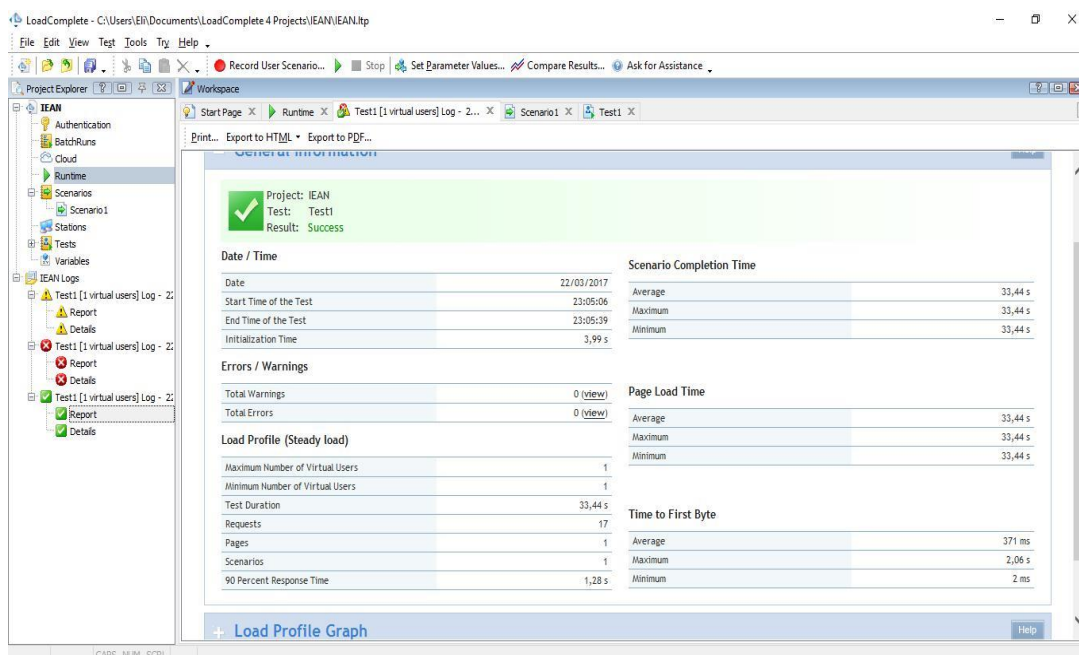 LoadComplete - C:\Users\Eli\Documents\LoadComplete 4 Projects\IEAN\IEAN.ltp
File Edit View Test Tools Try Help
Record User Scenario... Stop Set Parameter Values... Compare Results... Ask for Assistance
Project Explorer
Workspace
IEAN
Authentication
BatchRuns
Cloud
Runtime
Scenarios
Scenario1
Stations
Tests
Variables
IEAN Logs
Test1 [1 virtual users] Log - 22
Report
Details
Test1 [1 virtual users] Log - 22
Report
Details
Test1 [1 virtual users] Log - 22
Report
Details
Start Page X Runtime X Test1 [1 virtual users] Log - 2... X Scenario1 X Test1 X
Print... Export to HTML Export to PDF...
General Information
Project: IEAN
Test: Test1
Result: Success
Date / Time
Date 22/03/2017
Start Time of the Test 23:05:06
End Time of the Test 23:05:39
Initialization Time 3,99 s
Errors / Warnings
Total Warnings 0 (view)
Total Errors 0 (view)
Load Profile (Steady load)
Maximum Number of Virtual Users 1
Minimum Number of Virtual Users 1
Test Duration 33,44 s
Requests 17
Pages 1
Scenarios 1
90 Percent Response Time 1,28 s
Scenario Completion Time
Average 33,44 s
Maximum 33,44 s
Minimum 33,44 s
Page Load Time
Average 33,44 s
Maximum 33,44 s
Minimum 33,44 s
Time to First Byte
Average 371 ms
Maximum 2,06 s
Minimum 2 ms
Load Profile Graph
Help
CAPS NUM SCRL